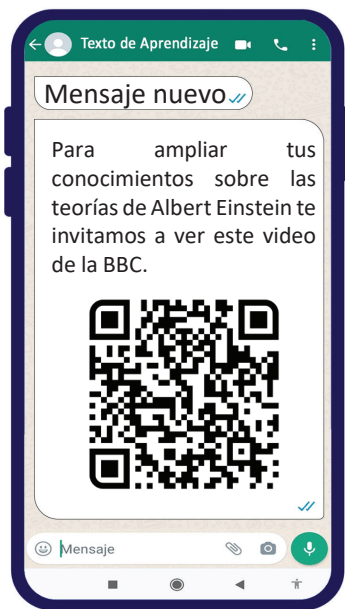 Texto de Aprendizaje
Mensaje nuevo
Para ampliar tus
conocimientos sobre las
teorías de Albert Einstein te
invitamos a ver este video
de la BBC.
Mensaje